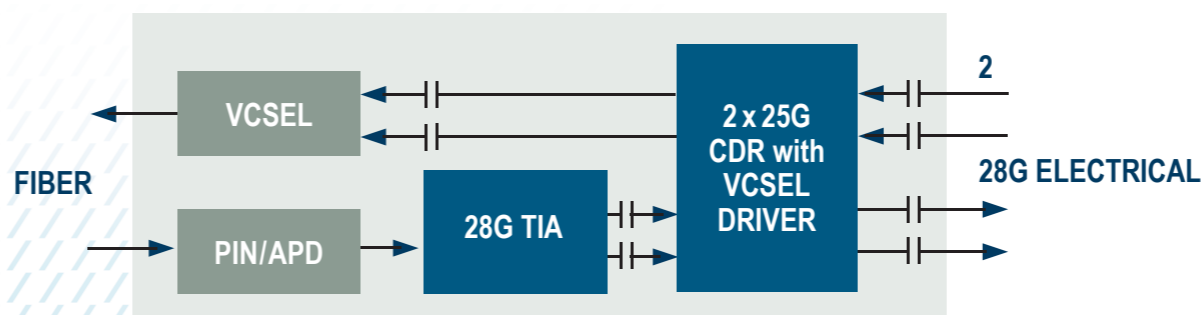 VCSEL
2 x 25G
CDR with
VCSEL
DRIVER
2
FIBER
28G ELECTRICAL
PIN/APD
28G TIA